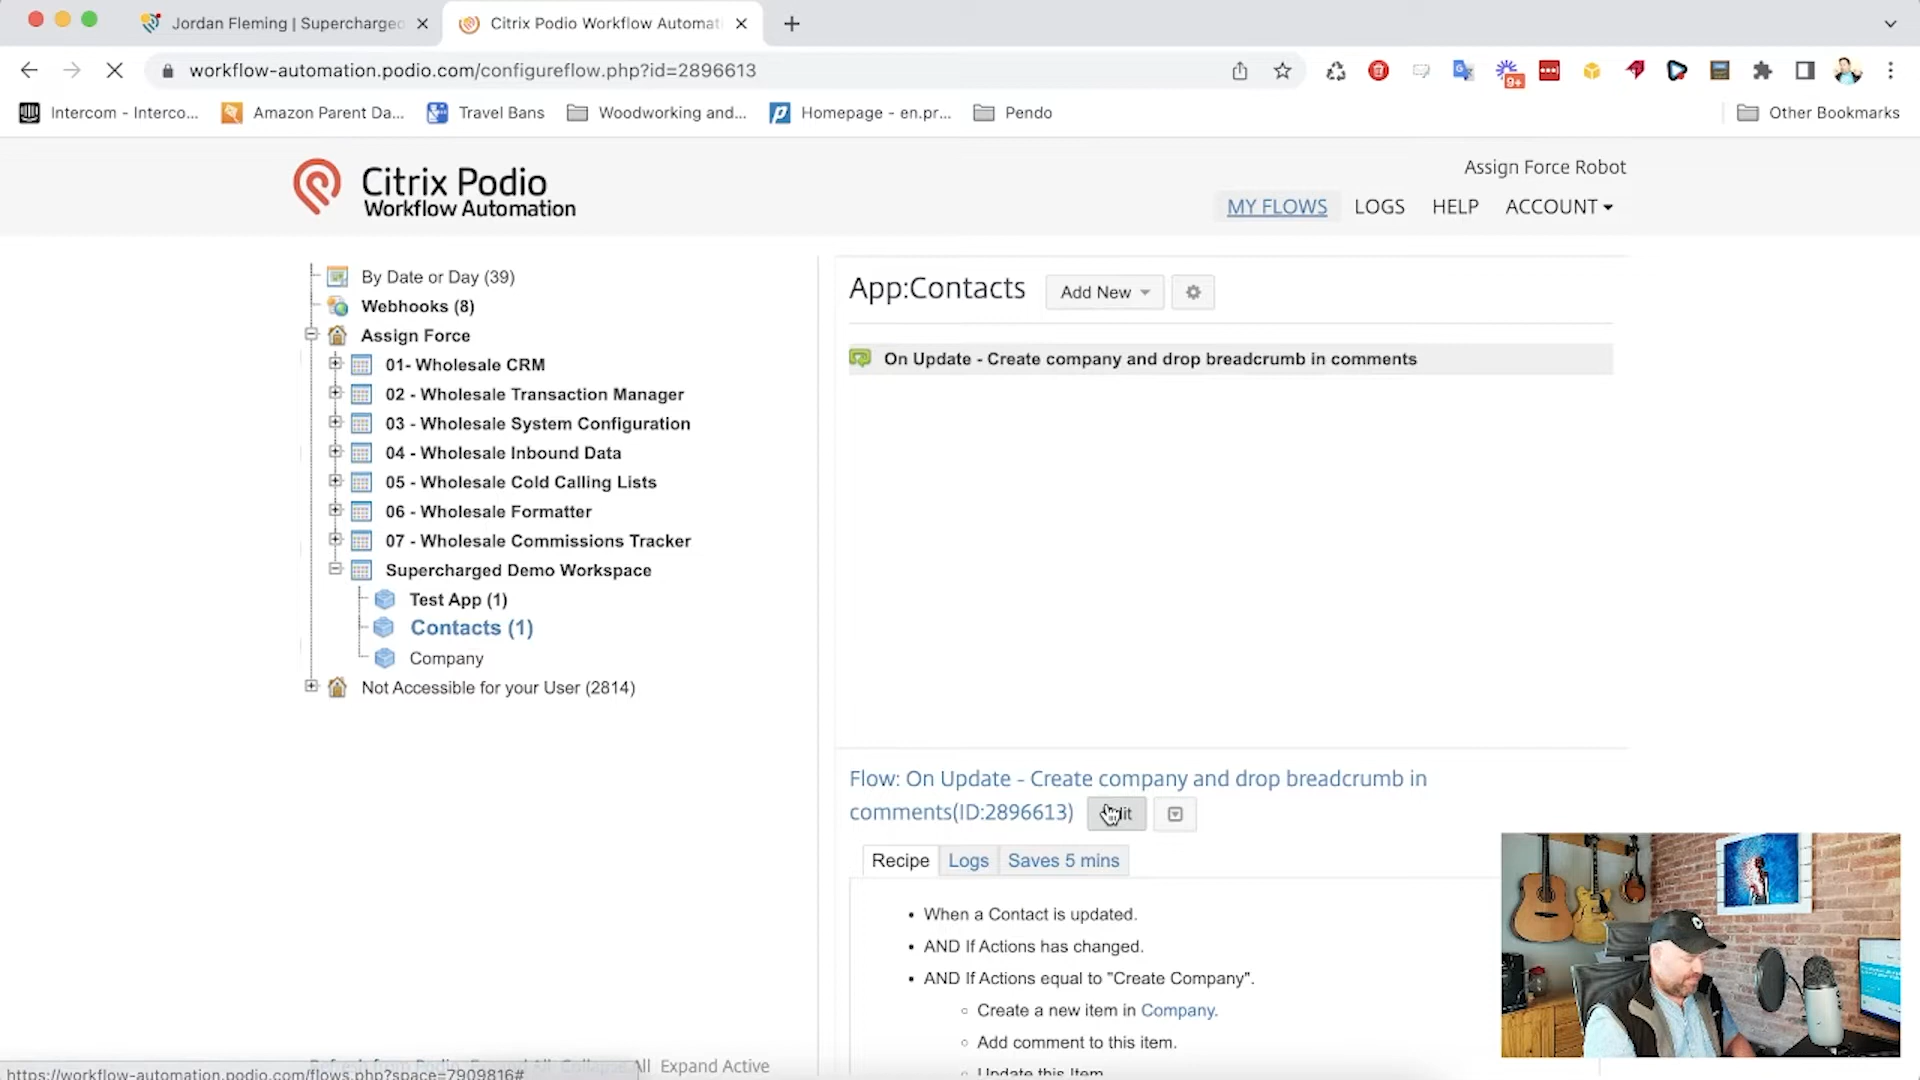 Jordan Fleming | Supercharged
Citrix Podio Workflow Automat
workflow-automation.podio.com/configureflow.php?id=2896613
9+
Intercom - Interco...
Amazon Parent Da...
Travel Bans
Woodworking and...
Homepage - en.pr...
Pendo
Other Bookmarks
Citrix Podio
Workflow Automation
Assign Force Robot
MY FLOWS
LOGS
HELP
ACCOUNT
By Date or Day (39)
Webhooks (8)
Assign Force
01- Wholesale CRM
02 - Wholesale Transaction Manager
03 - Wholesale System Configuration
04 - Wholesale Inbound Data
05 - Wholesale Cold Calling Lists
06 - Wholesale Formatter
07 - Wholesale Commissions Tracker
Supercharged Demo Workspace
Test App (1)
Contacts (1)
Company
Not Accessible for your User (2814)
App:Contacts
Add New
On Update - Create company and drop breadcrumb in comments
Flow: On Update - Create company and drop breadcrumb in
comments(ID:2896613)
Recipe
Logs
Saves 5 mins
• When a Contact is updated.
• AND If Actions has changed.
• AND If Actions equal to "Create Company".
Create a new item in Company.
Add comment to this item.
Update this Item
All Expand Active
https://workflow-automation.podio.com/flows.php?space=7909816#